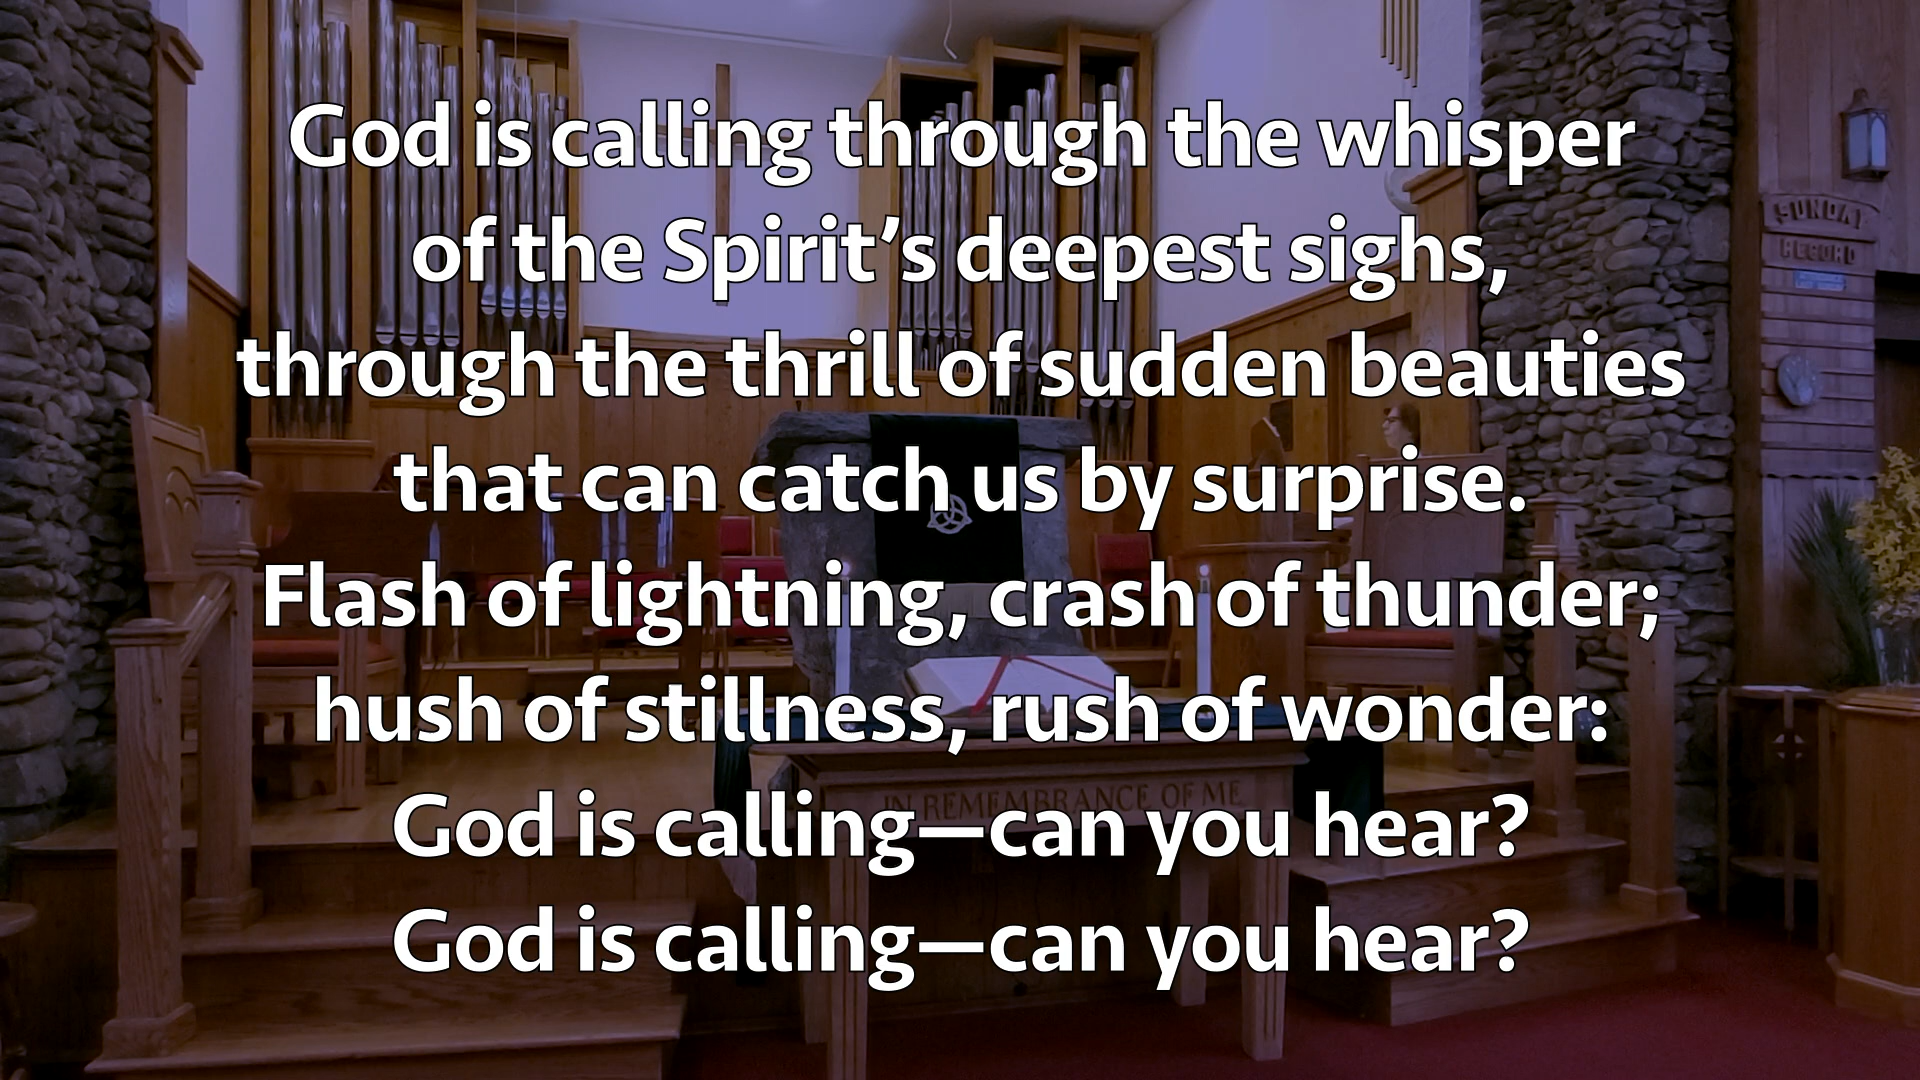 God is calling through the whisper
of the Spirit’s deepest sighs,
through the thrill of sudden beauties
that can catch us by surprise.
Flash of lightning, crash of thunder;
hush of stillness, rush of wonder:
God is calling—can you hear?
God is calling—can you hear?
SUNDAY
RECORD
IN REMEMBRANCE OF ME